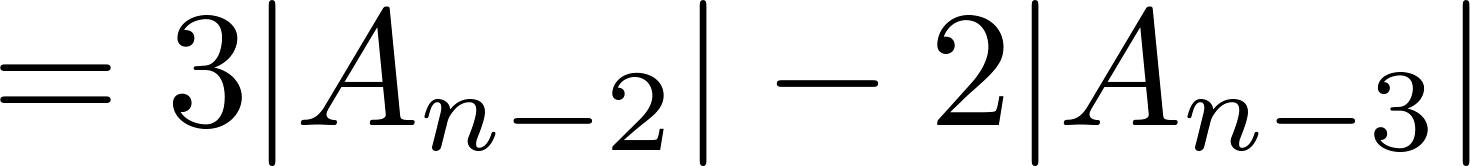 = 3|A_{n-2}| - 2|A_{n-3}|